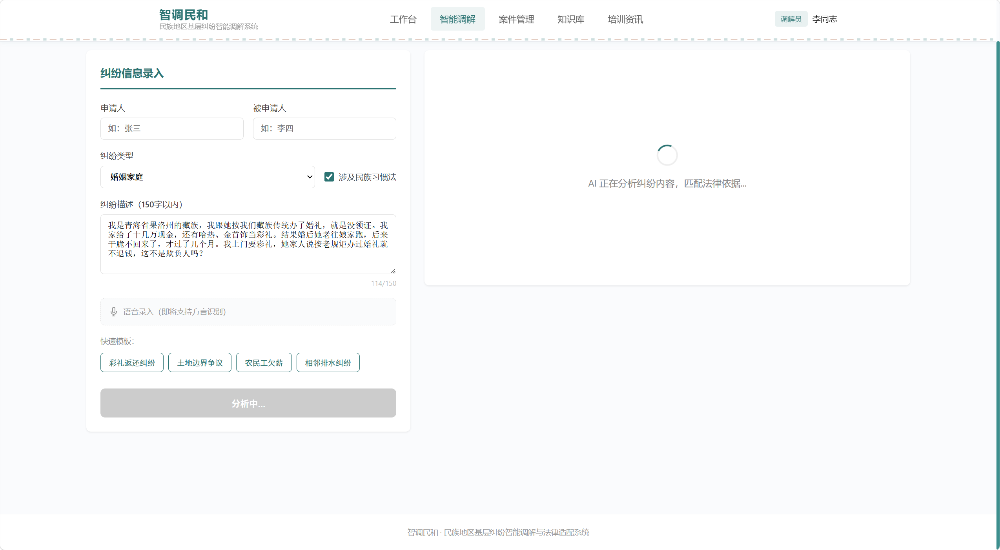 智调民和
民族地区基层纠纷智能调解系统
工作台
智能调解
案件管理
知识库
培训资讯
调解员
李同志
纠纷信息录入
申请人
被申请人
如：张三
如：李四
纠纷类型
婚姻家庭
涉及民族习惯法
纠纷描述（150字以内）
我是青海省果洛州的藏族，我跟她按我们藏族传统办了婚礼，就是没领证。我
家给了十几万现金，还有哈热、金首饰当彩礼。结果婚后她老往娘家跑，后来
干脆不回来了，才过了几个月。我上门要彩礼，她家人说按老规矩办过婚礼就
不退钱，这不是欺负人吗？
114/150
语音录入（即将支持方言识别）
快速模板：
彩礼返还纠纷
土地边界争议
农民工欠薪
相邻排水纠纷
分析中...
AI 正在分析纠纷内容，匹配法律依据...
智调民和 · 民族地区基层纠纷智能调解与法律适配系统